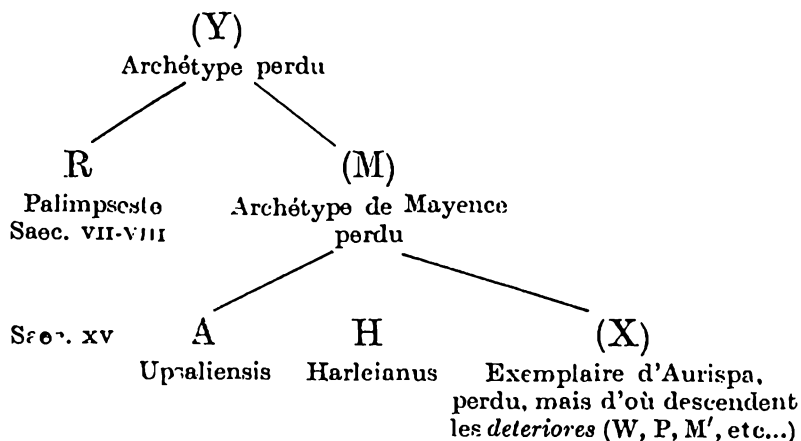 (Y)
Archétype perdu
R (M)
Palimpseste Archétype de Mayence
Saec. VII-VIII perdu
Saec. XV A H (X)
Upsaliensis Harleianus Exemplaire d'Aurispa,
perdu, mais d'où descendent
les deteriores (W, P, M', etc...)